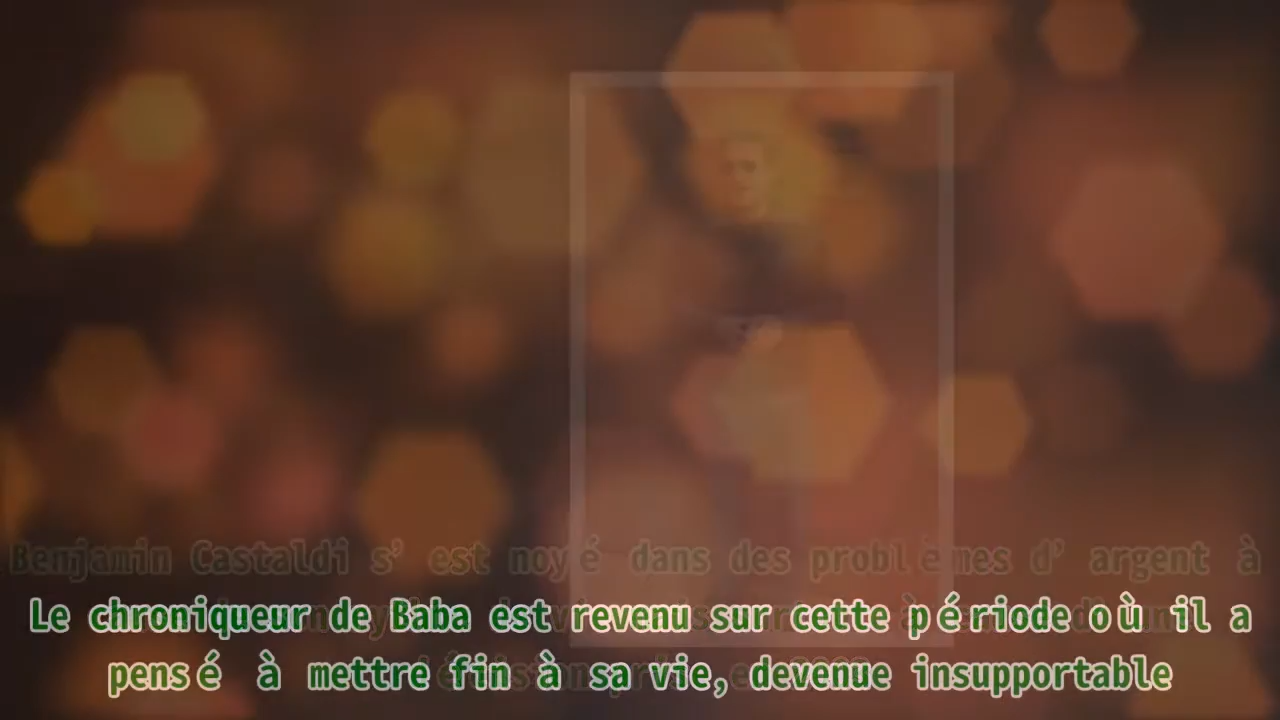 Benjamin Castaldi s’ est noyé dans des problèmes d’ argent à
Le chroniqueur de Baba est revenu sur cette période où il a
pensé à mettre fin à sa vie, devenue insupportable